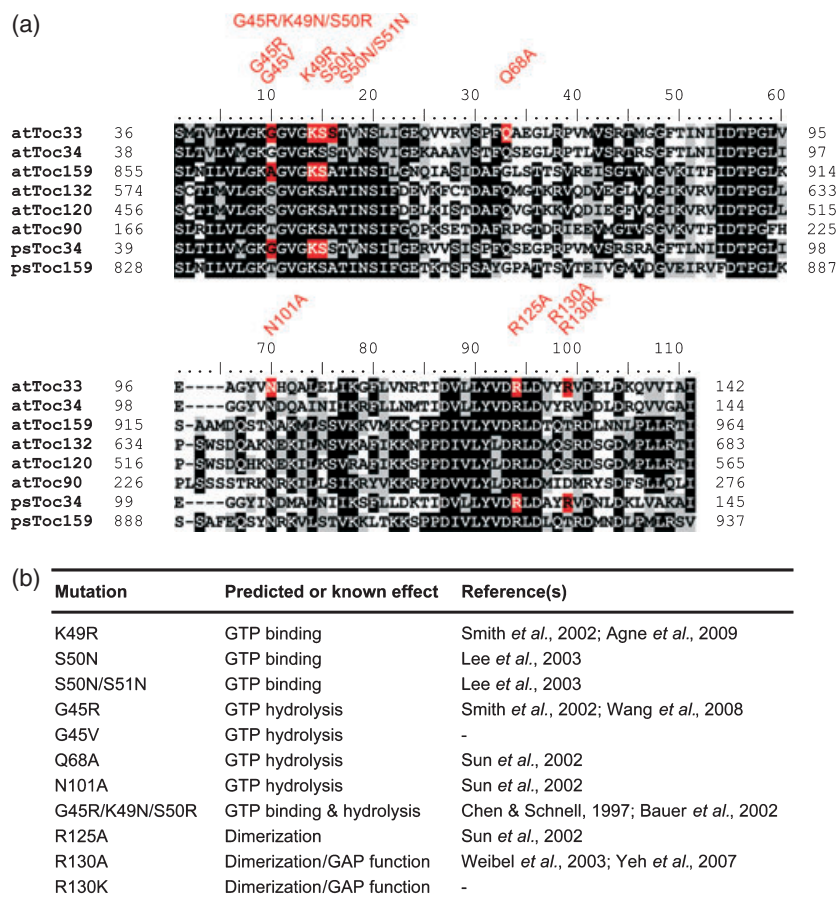 (a)
G45R/K49N/S50R
G45R
G45V
K49R
S50N
S50N/S51N
Q68A
10 20 30 40 50 60
atToc33 36 SMTVLVLGKGGVGKSSTVNSLIGEQVVRVSPFQAEGLRPVMVSRTMGGFTINIIDTPGLV 95
atToc34 38 SLTVLVLGKGGVGKSSTVNSVIGEKAAAVSTFQSEGLRPTLVSRTRSGFTLNIIDTPGLI 97
atToc159 855 SLNILVLGKAGVGKSATINSILGNQIASIDAFGLSTTSVREISGTVNGVKITFIDTPGLK 914
atToc132 574 SCTIMVLGKSGVGKSATINSIFDEVKFCTDAFQMGTKRVQDVEGLVQGIKVRVIDTPGLL 633
atToc120 456 SCTIMVLGKSGVGKSATINSIFDELKISTDAFQVGTKKVQDIEGFVQGIKVRVIDTPGLL 515
atToc90 166 SLRILVLGKTGVGKSATINSIFGQPKSETDAFRPGTDRIEEVMGTVSGVKVTFIDTPGFH 225
psToc34 39 SLTILVMGKGGVGKSSTVNSIIGERVVSISPFQSEGPRPVMVSRSRAGFTLNIIDTPGLI 98
psToc159 828 SLNILVLGKTGVGKSATINSIFGETKTSFSAYGPATTSVTEIVGMVDGVEIRVFDTPGLK 887
N101A
R125A
R130A
R130K
70 80 90 100 110
atToc33 96 E----AGYVNHQALELIKGFLVNRTIDVLLYVDRLDVYRVDELDKQVVIAI 142
atToc34 98 E----GGYVNDQAINIIKRFLLNMTIDVLLYVDRLDVYRVDDLDRQVVGAI 144
atToc159 915 S-AAMDQSTNAKMLSSVKKVMKKCPPDIVLYVDRLDTQTRDLNNLPLLRTI 964
atToc132 634 P-SWSDQAKNEKILNSVKAFIKKNPPDIVLYLDRLDMQSRDSGDMPLLRTI 683
atToc120 516 P-SWSDQHKNEKILKSVRAFIKKSPPDIVLYLDRLDMQSRDSGDMPLLRTI 565
atToc90 226 PLSSSSTRKNRKILLSIKRYVKKRPPDVVLYLDRLDMIDMRYSDFSLLQLI 276
psToc34 99 E----GGYINDMALNIIKSFLLDKTIDVLLYVDRLDAYRVDNLDKLVAKAI 145
psToc159 888 S-SAFEQSYNRKVLSTVKKLTKKSPPDIVLYVDRLDLQTRDMNDLPMLRSV 937
(b)
Mutation Predicted or known effect Reference(s)
K49R GTP binding Smith et al., 2002; Agne et al., 2009
S50N GTP binding Lee et al., 2003
S50N/S51N GTP binding Lee et al., 2003
G45R GTP hydrolysis Smith et al., 2002; Wang et al., 2008
G45V GTP hydrolysis -
Q68A GTP hydrolysis Sun et al., 2002
N101A GTP hydrolysis Sun et al., 2002
G45R/K49N/S50R GTP binding & hydrolysis Chen & Schnell, 1997; Bauer et al., 2002
R125A Dimerization Sun et al., 2002
R130A Dimerization/GAP function Weibel et al., 2003; Yeh et al., 2007
R130K Dimerization/GAP function -